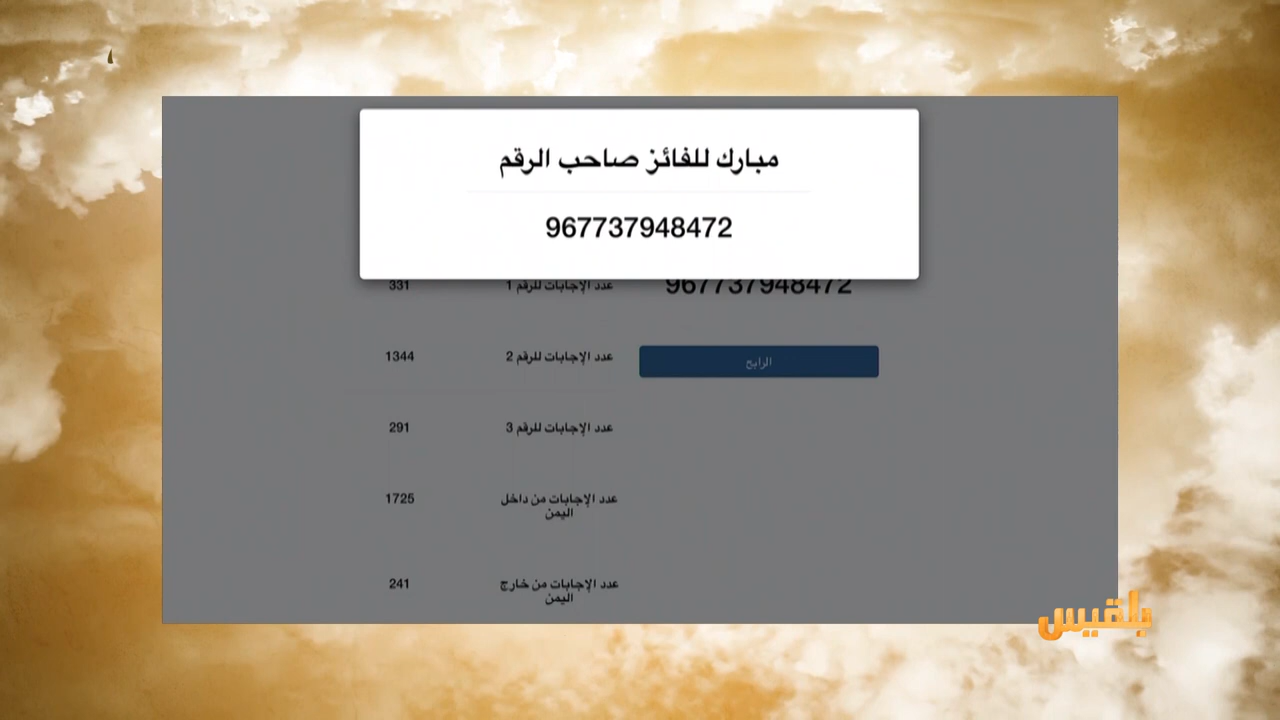 مبارك للفائز صاحب الرقم
967737948472
967737948472
عدد الإجابات للرقم 1
331
الرابح
عدد الإجابات للرقم 2
1344
عدد الإجابات للرقم 3
291
عدد الإجابات من داخل
اليمن
1725
عدد الإجابات من خارج
اليمن
241
بلقيس